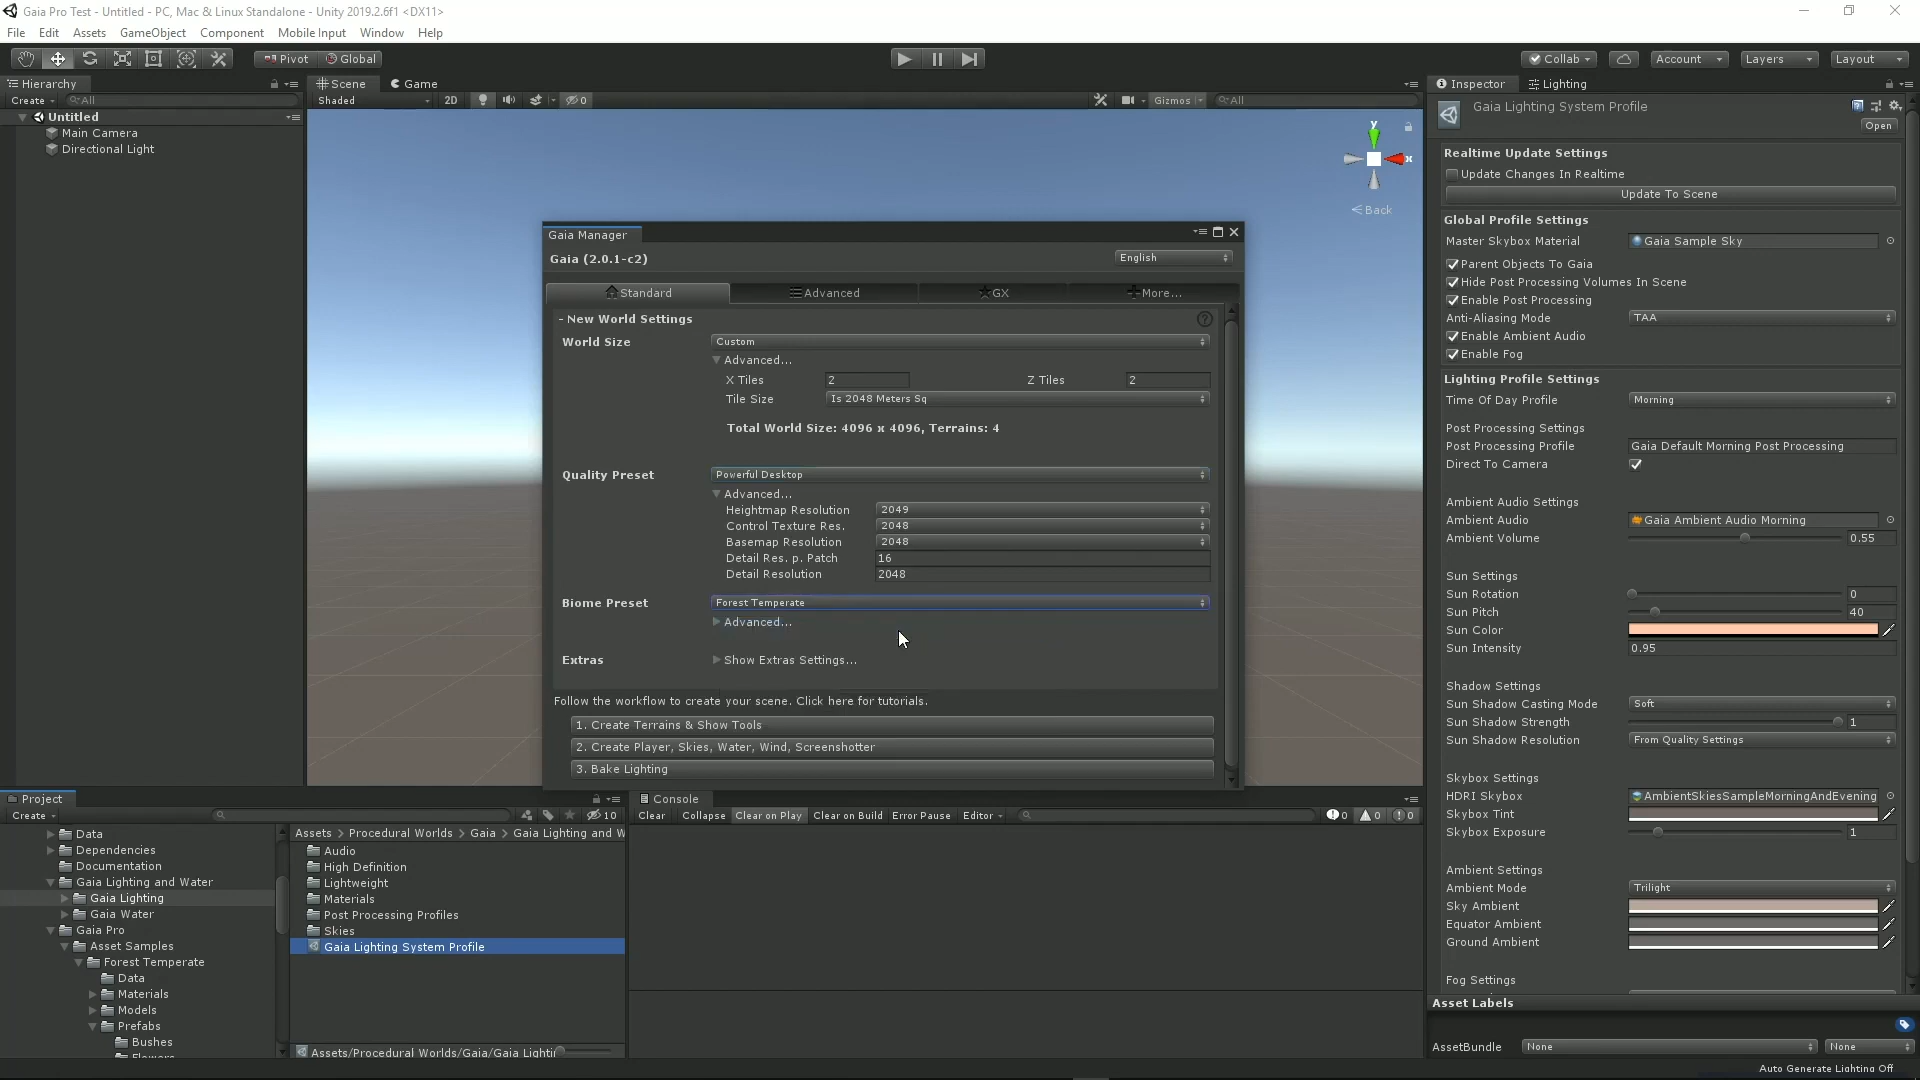 Gaia Pro Test - Untitled - PC, Mac & Linux Standalone - Unity 2019.2.6f1 <DX11>
File Edit Assets GameObject Component Mobile Input Window Help
Pivot Global Collab Account Layers Layout
Hierarchy Scene Game Inspector Lighting
Create All Shaded 2D 0 Gizmos All
Untitled
Main Camera
Directional Light
y
x
Back
Gaia Manager
Gaia (2.0.1-c2) English
Standard Advanced GX More...
- New World Settings
World Size Custom
Advanced...
X Tiles 2 Z Tiles 2
Tile Size Is 2048 Meters Sq
Total World Size: 4096 x 4096, Terrains: 4
Quality Preset Powerful Desktop
Advanced...
Heightmap Resolution 2049
Control Texture Res. 2048
Basemap Resolution 2048
Detail Res. p. Patch 16
Detail Resolution 2048
Biome Preset Forest Temperate
Advanced...
Extras Show Extras Settings...
Follow the workflow to create your scene. Click here for tutorials.
1. Create Terrains & Show Tools
2. Create Player, Skies, Water, Wind, Screenshotter
3. Bake Lighting
Gaia Lighting System Profile
Open
Realtime Update Settings
Update Changes In Realtime
Update To Scene
Global Profile Settings
Master Skybox Material Gaia Sample Sky
Parent Objects To Gaia
Hide Post Processing Volumes In Scene
Enable Post Processing
Anti-Aliasing Mode TAA
Enable Ambient Audio
Enable Fog
Lighting Profile Settings
Time Of Day Profile Morning
Post Processing Settings
Post Processing Profile Gaia Default Morning Post Processing
Direct To Camera
Ambient Audio Settings
Ambient Audio Gaia Ambient Audio Morning
Ambient Volume 0.55
Sun Settings
Sun Rotation 0
Sun Pitch 40
Sun Color
Sun Intensity 0.95
Shadow Settings
Sun Shadow Casting Mode Soft
Sun Shadow Strength 1
Sun Shadow Resolution From Quality Settings
Skybox Settings
HDRI Skybox AmbientSkiesSampleMorningAndEvening
Skybox Tint
Skybox Exposure 1
Ambient Settings
Ambient Mode Trilight
Sky Ambient
Equator Ambient
Ground Ambient
Fog Settings
Asset Labels
AssetBundle None None
Auto Generate Lighting Off
Project
Create 10
Data
Dependencies
Documentation
Gaia Lighting and Water
Gaia Lighting
Gaia Water
Gaia Pro
Asset Samples
Forest Temperate
Data
Materials
Models
Prefabs
Bushes
Flowers
Assets > Procedural Worlds > Gaia > Gaia Lighting and W
Audio
High Definition
Lightweight
Materials
Post Processing Profiles
Skies
Gaia Lighting System Profile
Assets/Procedural Worlds/Gaia/Gaia Lighti
Console
Clear Collapse Clear on Play Clear on Build Error Pause Editor 0 0 0